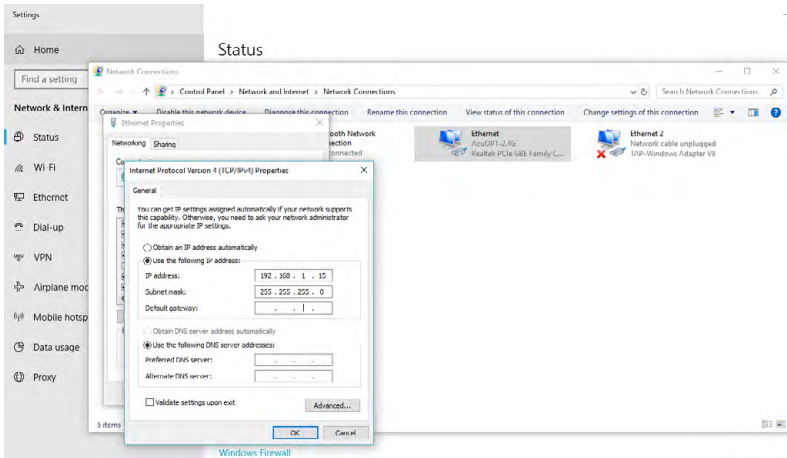 Settings
Home
Find a setting
Network & Intern
Status
Wi-Fi
Ethernet
Dial-up
VPN
Airplane mod
Mobile hotsp
Data usage
Proxy
Status
Network Connections
Control Panel > Network and Internet > Network Connections
Search Network Connections
Organize
Disable this network device
Diagnose this connection
Rename this connection
View status of this connection
Change settings of this connection
ooth Network
nection
onnected
Ethernet
AcuOP1-2.4G
Realtek PCIe GBE Family C...
Ethernet 2
Network cable unplugged
TAP-Windows Adapter V9
Ethernet Properties
Networking
Sharing
Co
Th
Internet Protocol Version 4 (TCP/IPv4) Properties
General
You can get IP settings assigned automatically if your network supports
this capability. Otherwise, you need to ask your network administrator
for the appropriate IP settings.
Obtain an IP address automatically
Use the following IP address:
IP address: 192 . 168 . 1 . 15
Subnet mask: 255 . 255 . 255 . 0
Default gateway: . . .
Obtain DNS server address automatically
Use the following DNS server addresses:
Preferred DNS server: . . .
Alternate DNS server: . . .
Validate settings upon exit
Advanced...
OK
Cancel
5 items
Windows Firewall